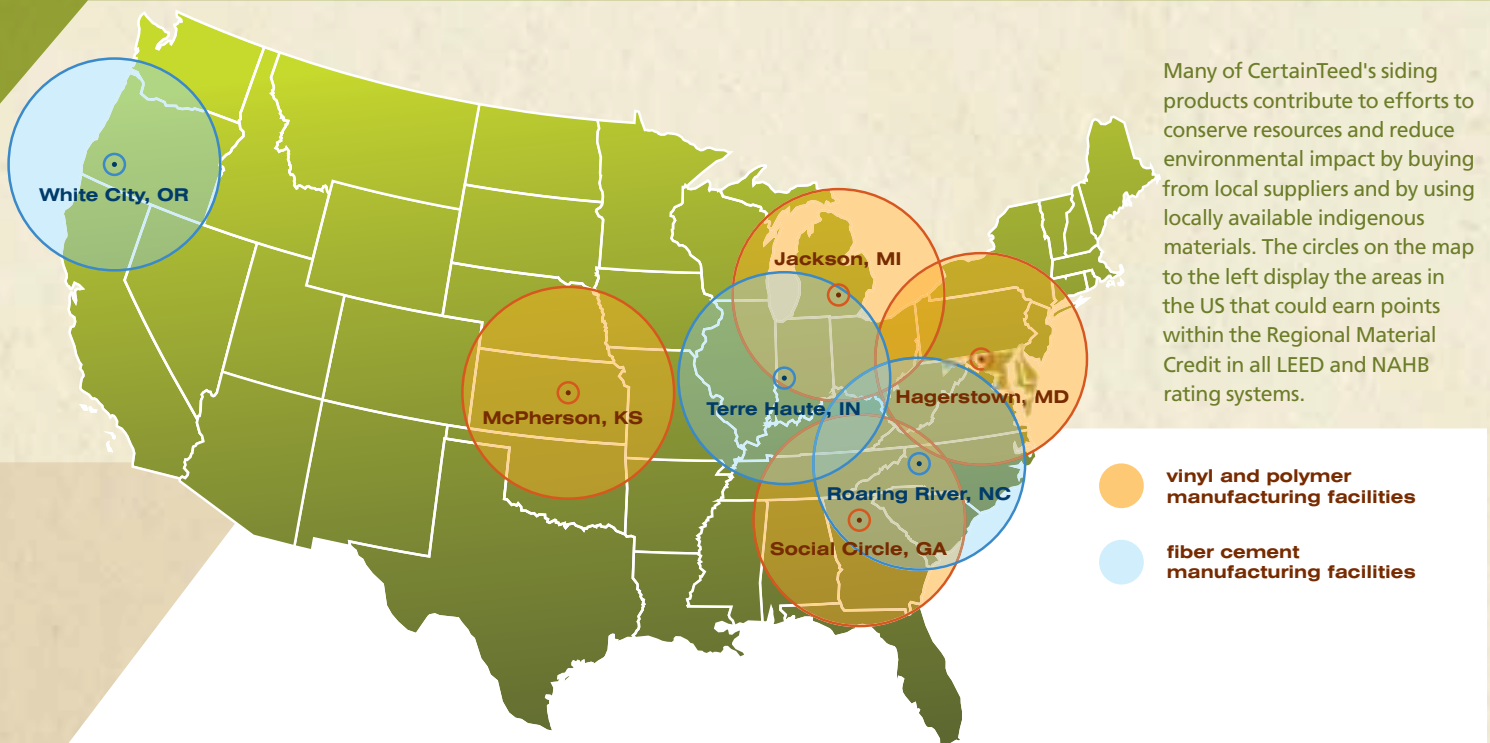 Many of CertainTeed's siding
products contribute to efforts to
conserve resources and reduce
environmental impact by buying
from local suppliers and by using
locally available indigenous
materials. The circles on the map
to the left display the areas in
the US that could earn points
within the Regional Material
Credit in all LEED and NAHB
rating systems.
White City, OR
Jackson, MI
McPherson, KS
Terre Haute, IN
Hagerstown, MD
Roaring River, NC
Social Circle, GA
vinyl and polymer
manufacturing facilities
fiber cement
manufacturing facilities